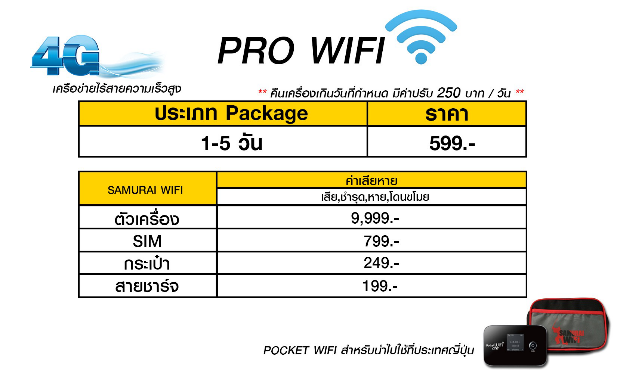 4G
PRO WIFI
เครือข่ายไร้สายความเร็วสูง
** คืนเครื่องเกินวันที่กำหนด มีค่าปรับ 250 บาท / วัน **
ประเภท Package ราคา
1-5 วัน 599.-
SAMURAI WIFI ค่าเสียหาย
เสีย,ชำรุด,หาย,โดนขโมย
ตัวเครื่อง 9,999.-
SIM 799.-
กระเป๋า 249.-
สายชาร์จ 199.-
POCKET WIFI สำหรับนำไปใช้ที่ประเทศญี่ปุ่น